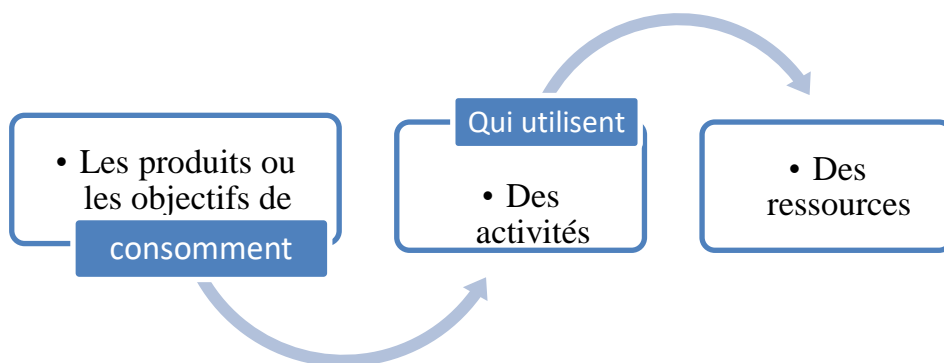 • Les produits ou
les objectifs de
consomment
Qui utilisent
• Des
activités
• Des
ressources